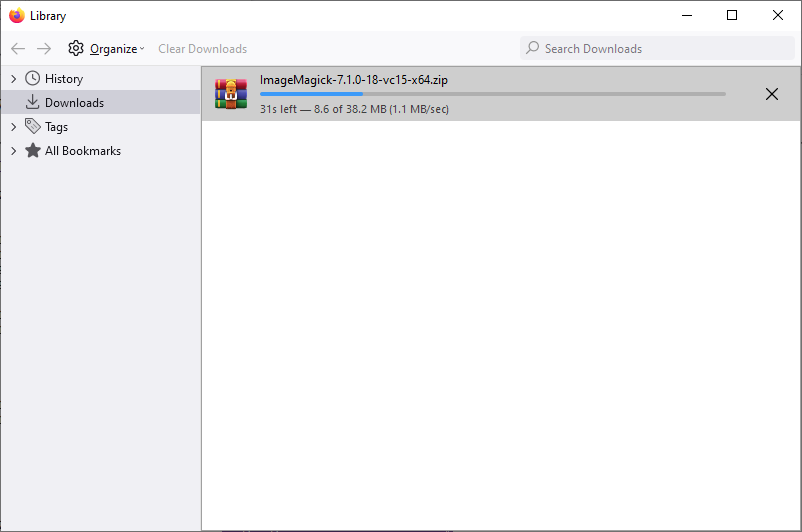 Library
Organize
Clear Downloads
Search Downloads
History
Downloads
Tags
All Bookmarks
ImageMagick-7.1.0-18-vc15-x64.zip
31s left — 8.6 of 38.2 MB (1.1 MB/sec)